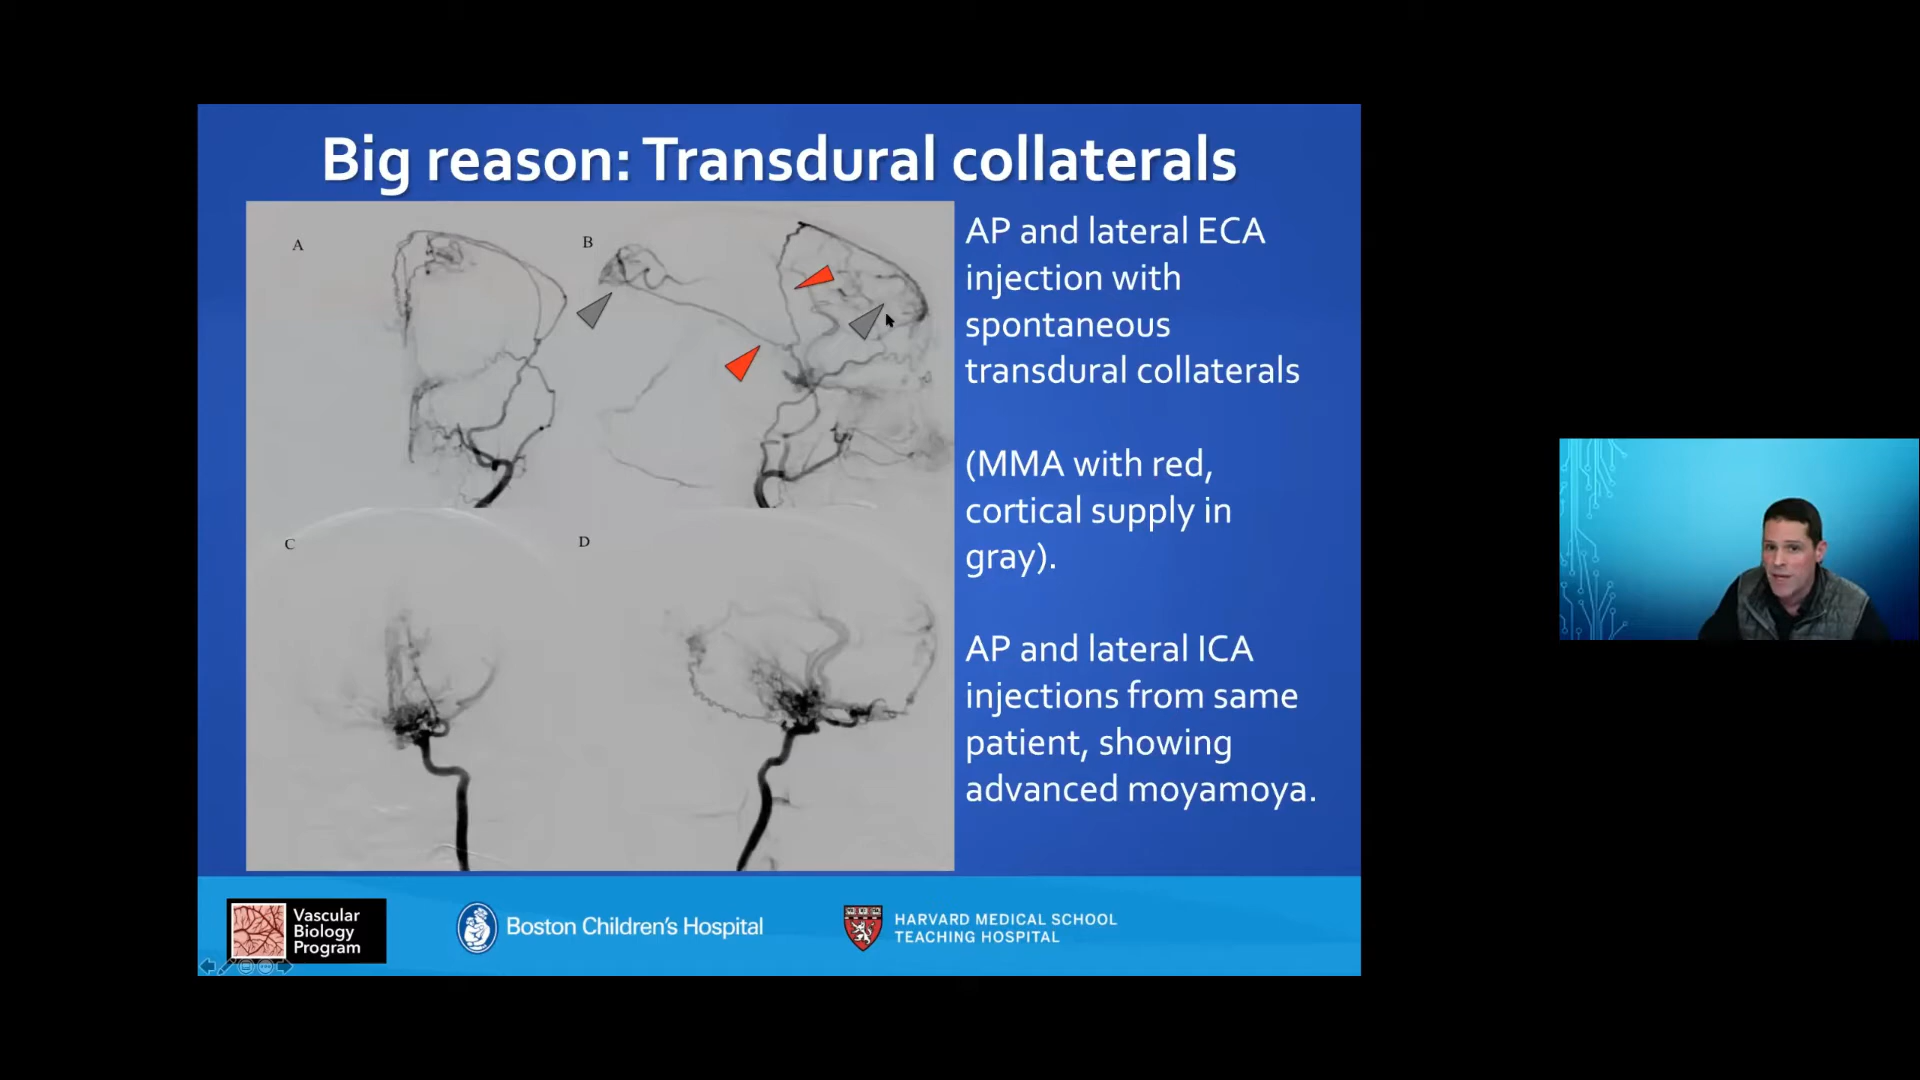 Big reason: Transdural collaterals
A
B
C
D
AP and lateral ECA
injection with
spontaneous
transdural collaterals
(MMA with red,
cortical supply in
gray).
AP and lateral ICA
injections from same
patient, showing
advanced moyamoya.
Vascular
Biology
Program
Boston Children's Hospital
HARVARD MEDICAL SCHOOL
TEACHING HOSPITAL